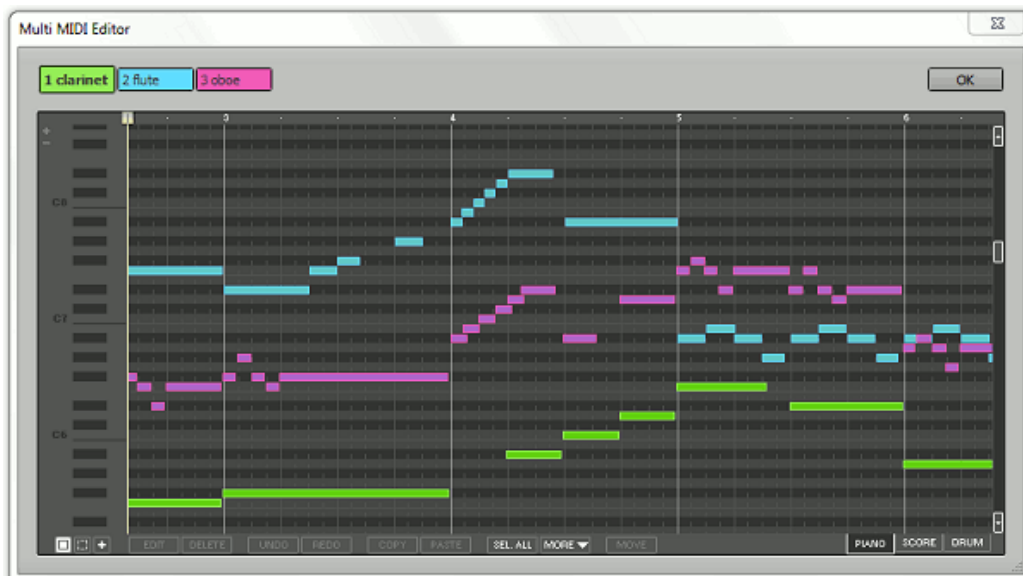 Multi MIDI Editor
1 clarinet 2 flute 3 oboe OK
3 4 5 6
C8
C7
C6
EDIT DELETE UNDO REDO COPY PASTE SEL. ALL MORE MOVE PIANO SCORE DRUM